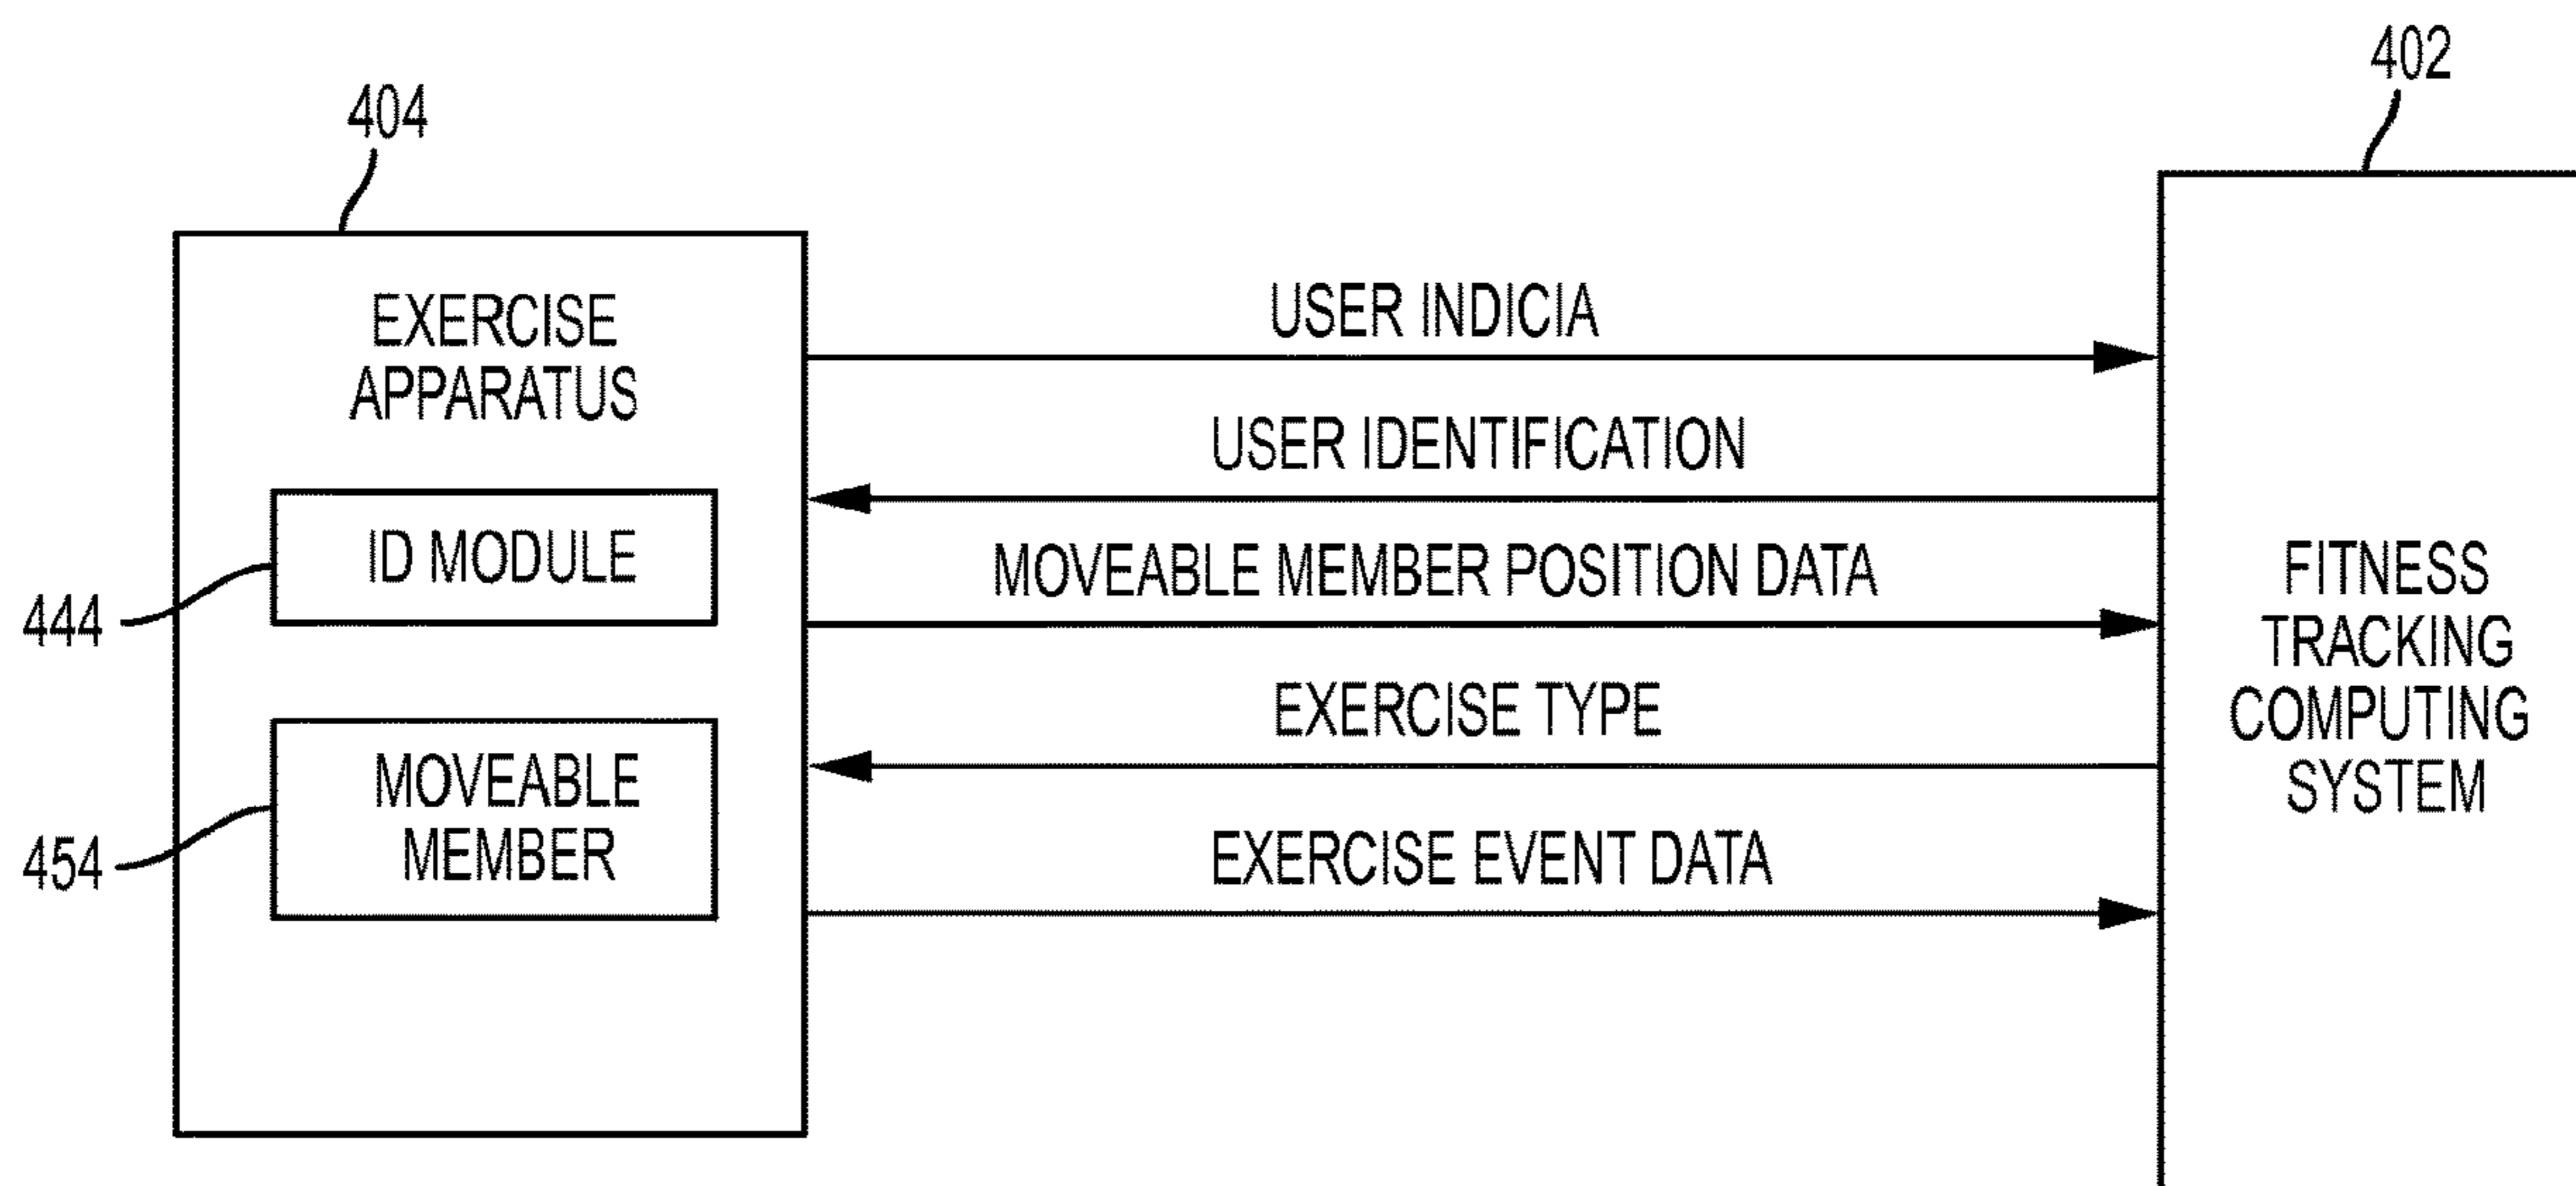 402
404
EXERCISE
APPARATUS
ID MODULE
444
MOVEABLE
MEMBER
454
USER INDICIA
USER IDENTIFICATION
MOVEABLE MEMBER POSITION DATA
EXERCISE TYPE
EXERCISE EVENT DATA
FITNESS
TRACKING
COMPUTING
SYSTEM